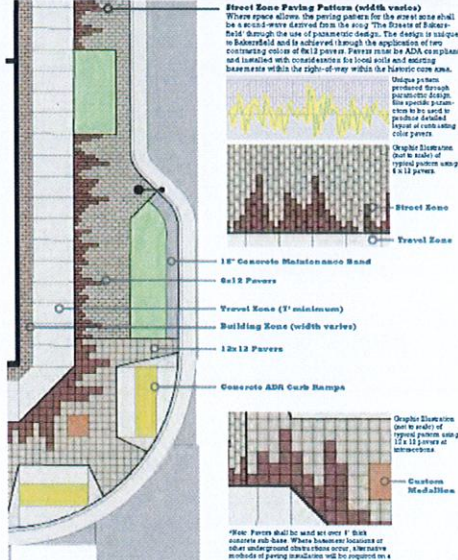 Street Zone Paving Pattern (width varies)
Where space allows, the paving pattern for the street zone shall
be a sound-wave derived from the song 'The Streets of Bakers-
field' through the use of parametric design. The design is unique
to Bakersfield and is achieved through the application of two
contrasting colors of 6x12 pavers. Pavers must be ADA compliant
and installed with consideration for local soils and existing
basements within the right-of-way within the historic core area.
Unique pattern
produced through
parametric design.
Use specific param-
eters to be used to
produce detailed
layout of contrasting
color pavers
Graphic Illustration
(not to scale) of
typical pattern using
6 x 12 pavers
Street Zone
Travel Zone
18" Concrete Maintenance Band
6x12 Pavers
Travel Zone (7' minimum)
Building Zone (width varies)
12x12 Pavers
Concrete ADA Curb Ramps
Graphic Illustration
(not to scale) of
typical pattern using
12 x 12 pavers at
intersections
Custom
Medallion
*Note: Pavers shall be sand set over 4" thick
concrete sub-base. Where basement locations or
other underground obstructions occur, alternative
methods of paving installation will be required on a